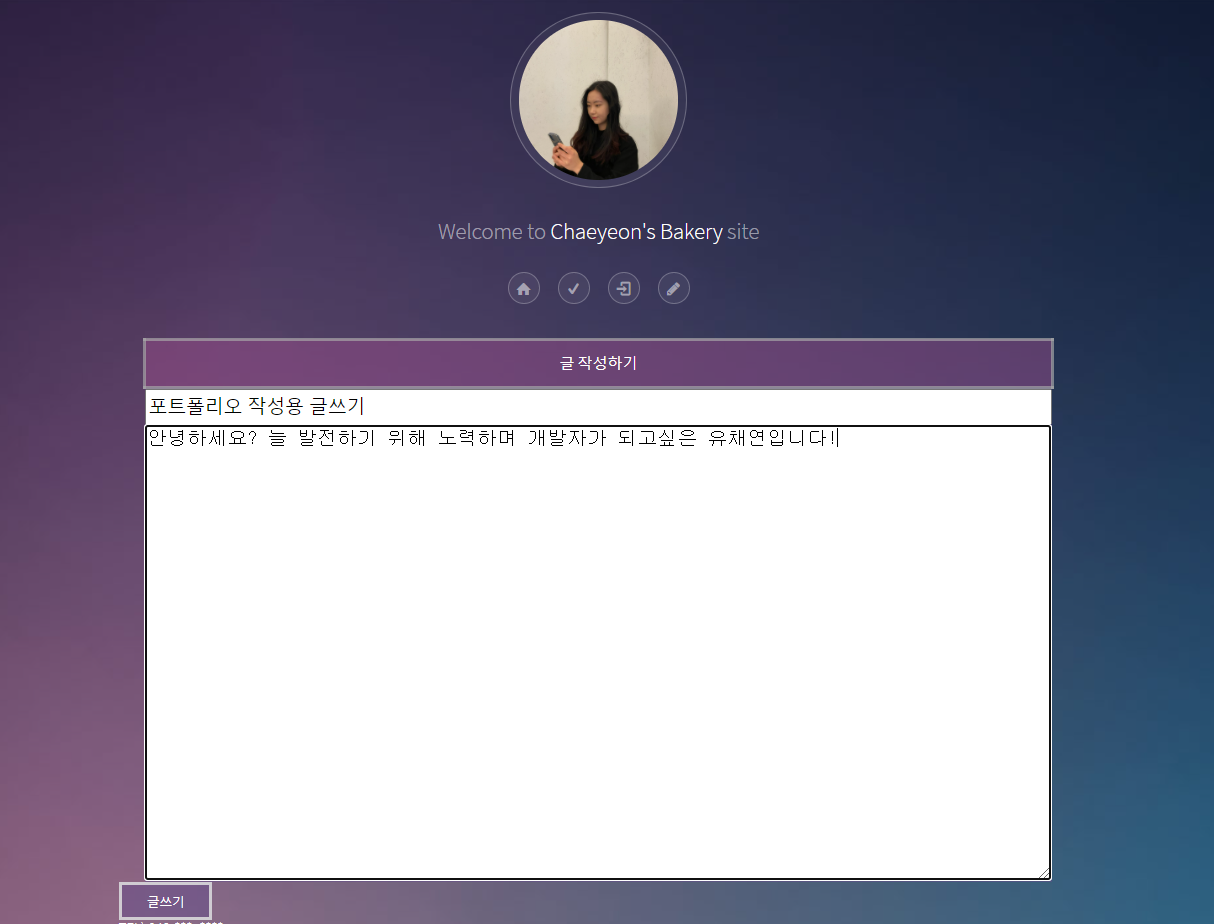 Welcome to Chaeyeon's Bakery site
글 작성하기
포트폴리오 작성용 글쓰기
안녕하세요? 늘 발전하기 위해 노력하며 개발자가 되고싶은 유채연입니다!
글쓰기